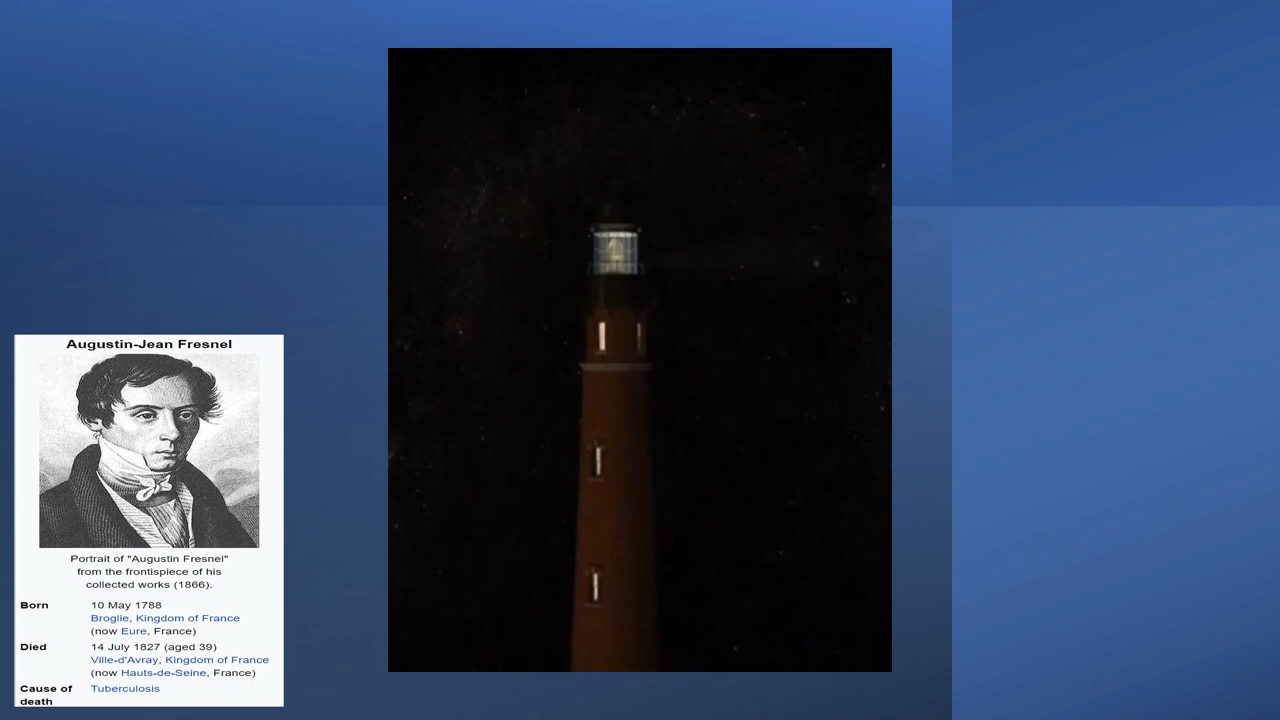 Augustin-Jean Fresnel
Portrait of "Augustin Fresnel"
from the frontispiece of his
collected works (1866).
Born 10 May 1788
Broglie, Kingdom of France
(now Eure, France)
Died 14 July 1827 (aged 39)
Ville-d'Avray, Kingdom of France
(now Hauts-de-Seine, France)
Cause of Tuberculosis
death